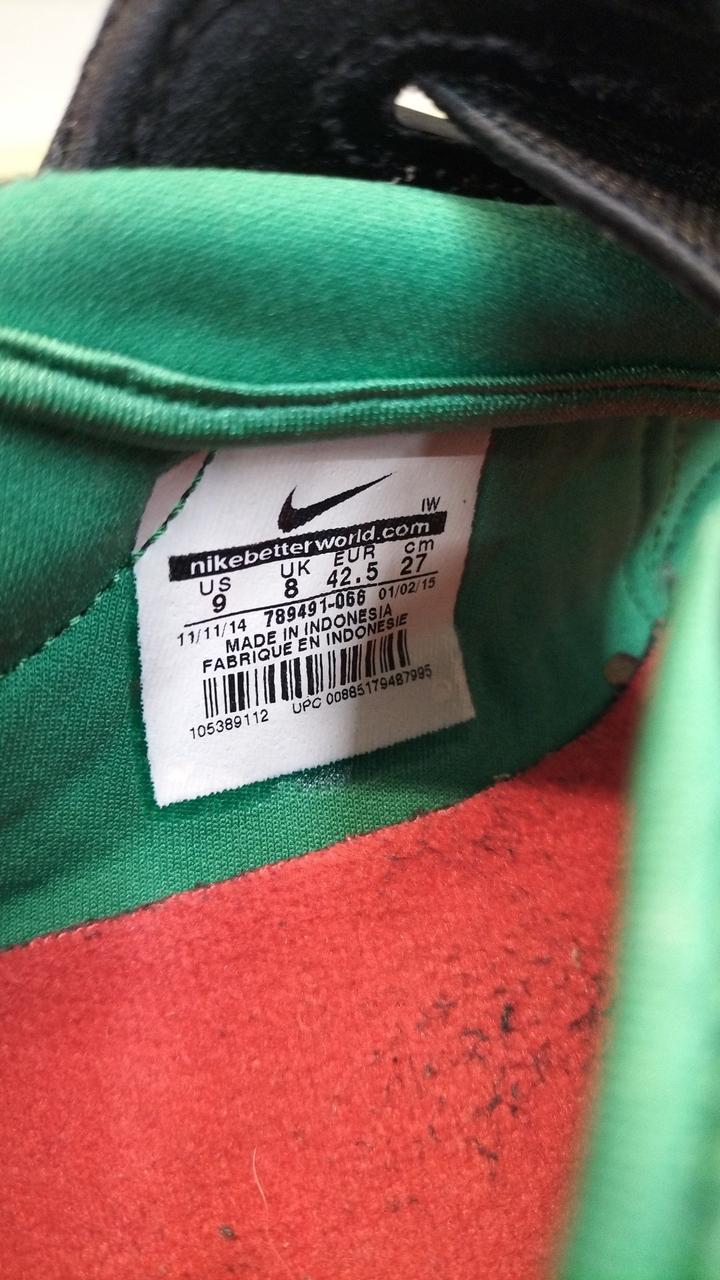 IW
nikebetterworld.com
US UK EUR cm
9 8 42.5 27
11/11/14 789491-066 01/02/15
MADE IN INDONESIA
FABRIQUE EN INDONESIE
105389112 UPC 00885179487995